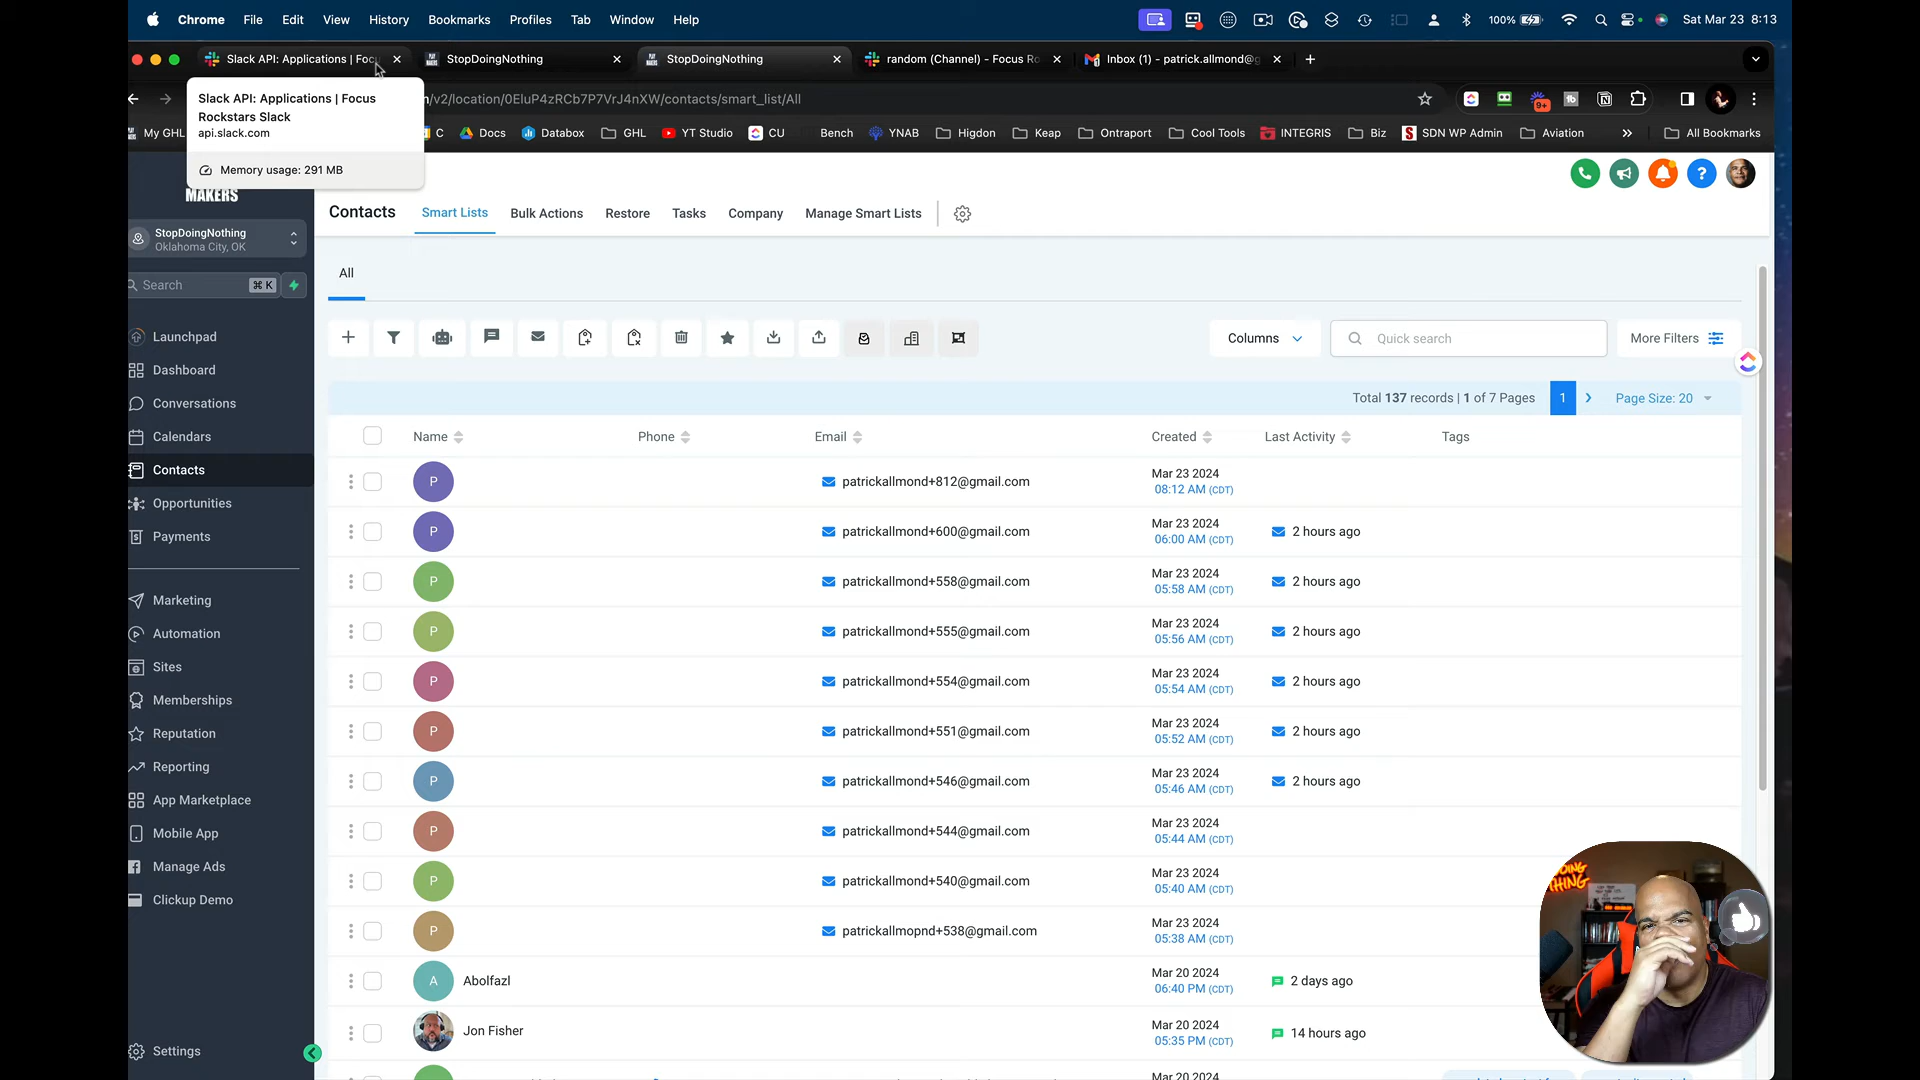 Chrome File Edit View History Bookmarks Profiles Tab Window Help 100% Sat Mar 23 8:13
Slack API: Applications | Focu StopDoingNothing StopDoingNothing random (Channel) - Focus Ro Inbox (1) - patrick.allmond@g
Slack API: Applications | Focus
Rockstars Slack
api.slack.com
Memory usage: 291 MB
/v2/location/0EluP4zRCb7P7VrJ4nXW/contacts/smart_list/All
9+
My GHL C Docs Databox GHL YT Studio CU Bench YNAB Higdon Keap Ontraport Cool Tools INTEGRIS Biz SDN WP Admin Aviation All Bookmarks
MAKERS
StopDoingNothing
Oklahoma City, OK
Search ⌘ K
Launchpad
Dashboard
Conversations
Calendars
Contacts
Opportunities
Payments
Marketing
Automation
Sites
Memberships
Reputation
Reporting
App Marketplace
Mobile App
Manage Ads
Clickup Demo
Settings
Contacts Smart Lists Bulk Actions Restore Tasks Company Manage Smart Lists
All
Columns Quick search More Filters
Total 137 records | 1 of 7 Pages 1 Page Size: 20
Name Phone Email Created Last Activity Tags
P patrickallmond+812@gmail.com Mar 23 2024
08:12 AM (CDT)
P patrickallmond+600@gmail.com Mar 23 2024 2 hours ago
06:00 AM (CDT)
P patrickallmond+558@gmail.com Mar 23 2024 2 hours ago
05:58 AM (CDT)
P patrickallmond+555@gmail.com Mar 23 2024 2 hours ago
05:56 AM (CDT)
P patrickallmond+554@gmail.com Mar 23 2024 2 hours ago
05:54 AM (CDT)
P patrickallmond+551@gmail.com Mar 23 2024 2 hours ago
05:52 AM (CDT)
P patrickallmond+546@gmail.com Mar 23 2024 2 hours ago
05:46 AM (CDT)
P patrickallmond+544@gmail.com Mar 23 2024
05:44 AM (CDT)
P patrickallmond+540@gmail.com Mar 23 2024
05:40 AM (CDT)
P patrickallmopnd+538@gmail.com Mar 23 2024
05:38 AM (CDT)
A Abolfazl Mar 20 2024 2 days ago
06:40 PM (CDT)
Jon Fisher Mar 20 2024 14 hours ago
05:35 PM (CDT)
Mar 20 2024